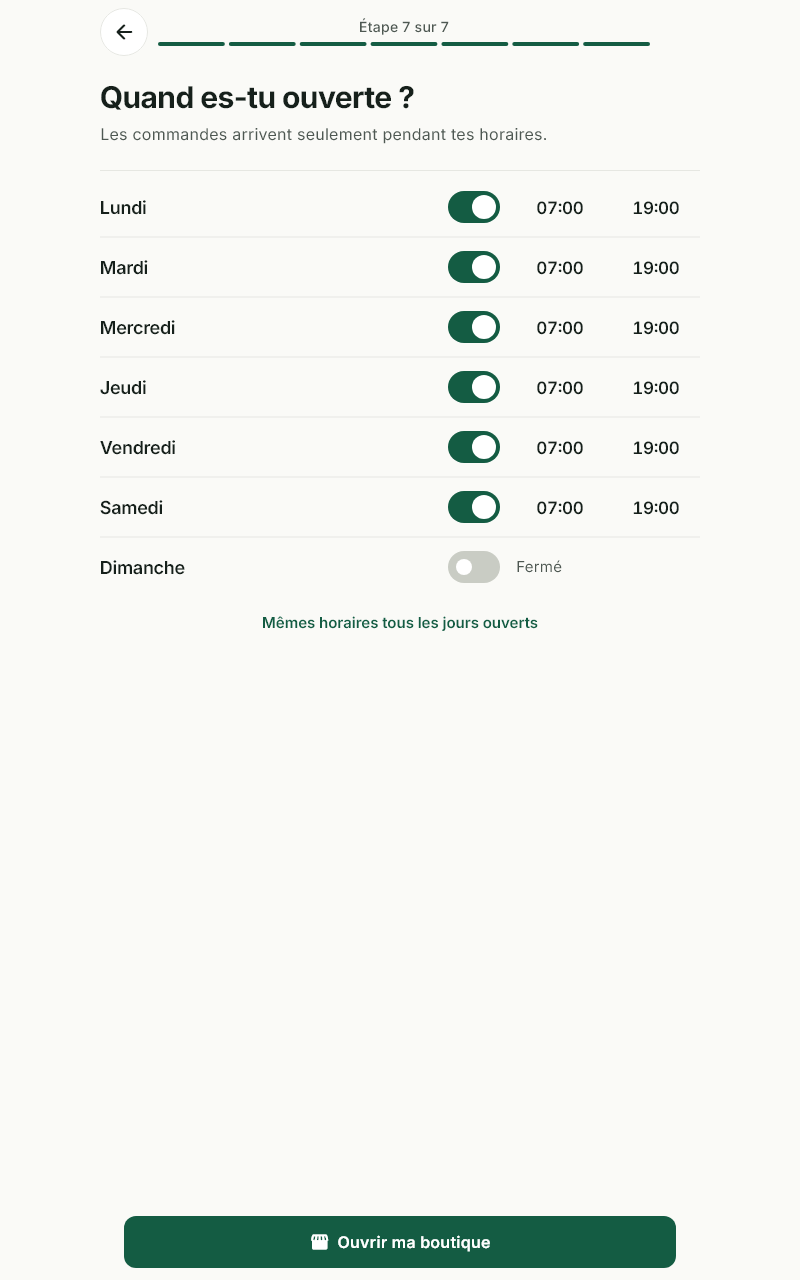 Étape 7 sur 7
Quand es-tu ouverte ?
Les commandes arrivent seulement pendant tes horaires.
Lundi 07:00 19:00
Mardi 07:00 19:00
Mercredi 07:00 19:00
Jeudi 07:00 19:00
Vendredi 07:00 19:00
Samedi 07:00 19:00
Dimanche Fermé
Mêmes horaires tous les jours ouverts
Ouvrir ma boutique